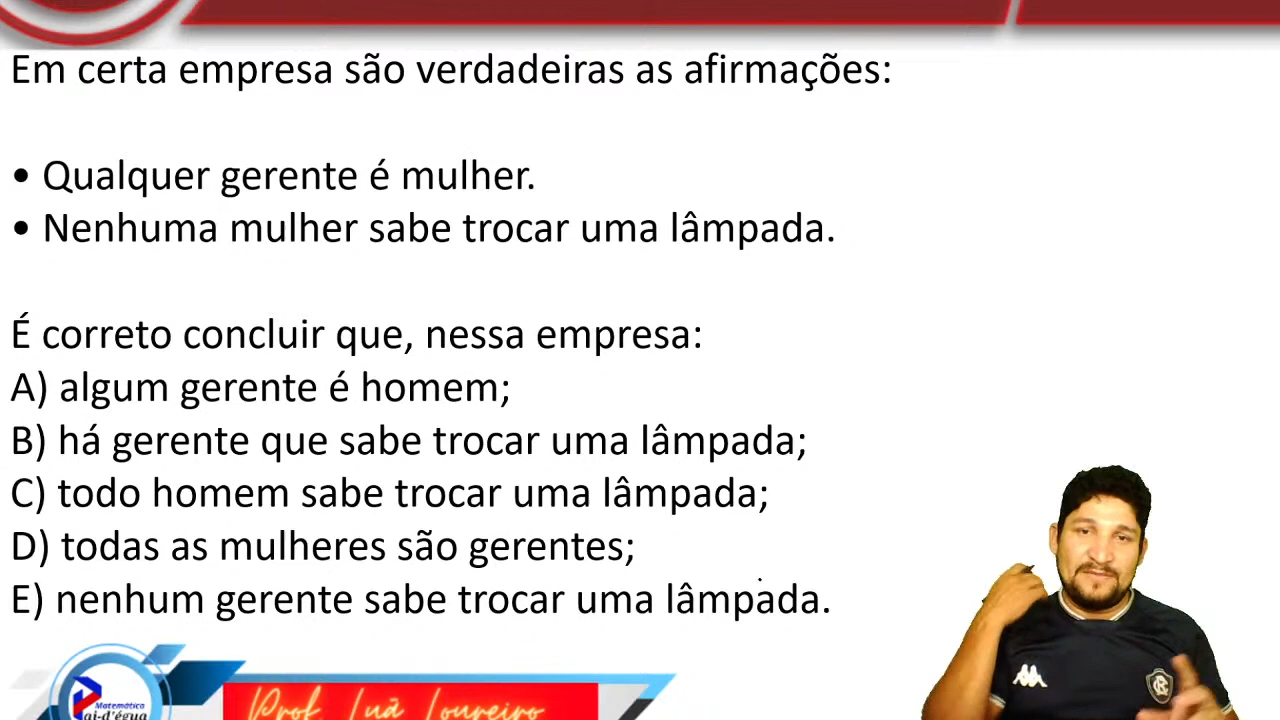 Em certa empresa são verdadeiras as afirmações:
• Qualquer gerente é mulher.
• Nenhuma mulher sabe trocar uma lâmpada.
É correto concluir que, nessa empresa:
A) algum gerente é homem;
B) há gerente que sabe trocar uma lâmpada;
C) todo homem sabe trocar uma lâmpada;
D) todas as mulheres são gerentes;
E) nenhum gerente sabe trocar uma lâmpada.
Matemática
ai-d'égua
Prof. Luã Loureiro